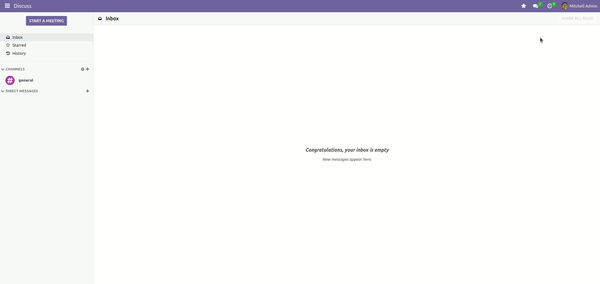 Discuss
Mitchell Admin
START A MEETING
Inbox
MARK ALL READ
Inbox
Starred
History
CHANNELS
general
DIRECT MESSAGES
Congratulations, your inbox is empty
New messages appear here.